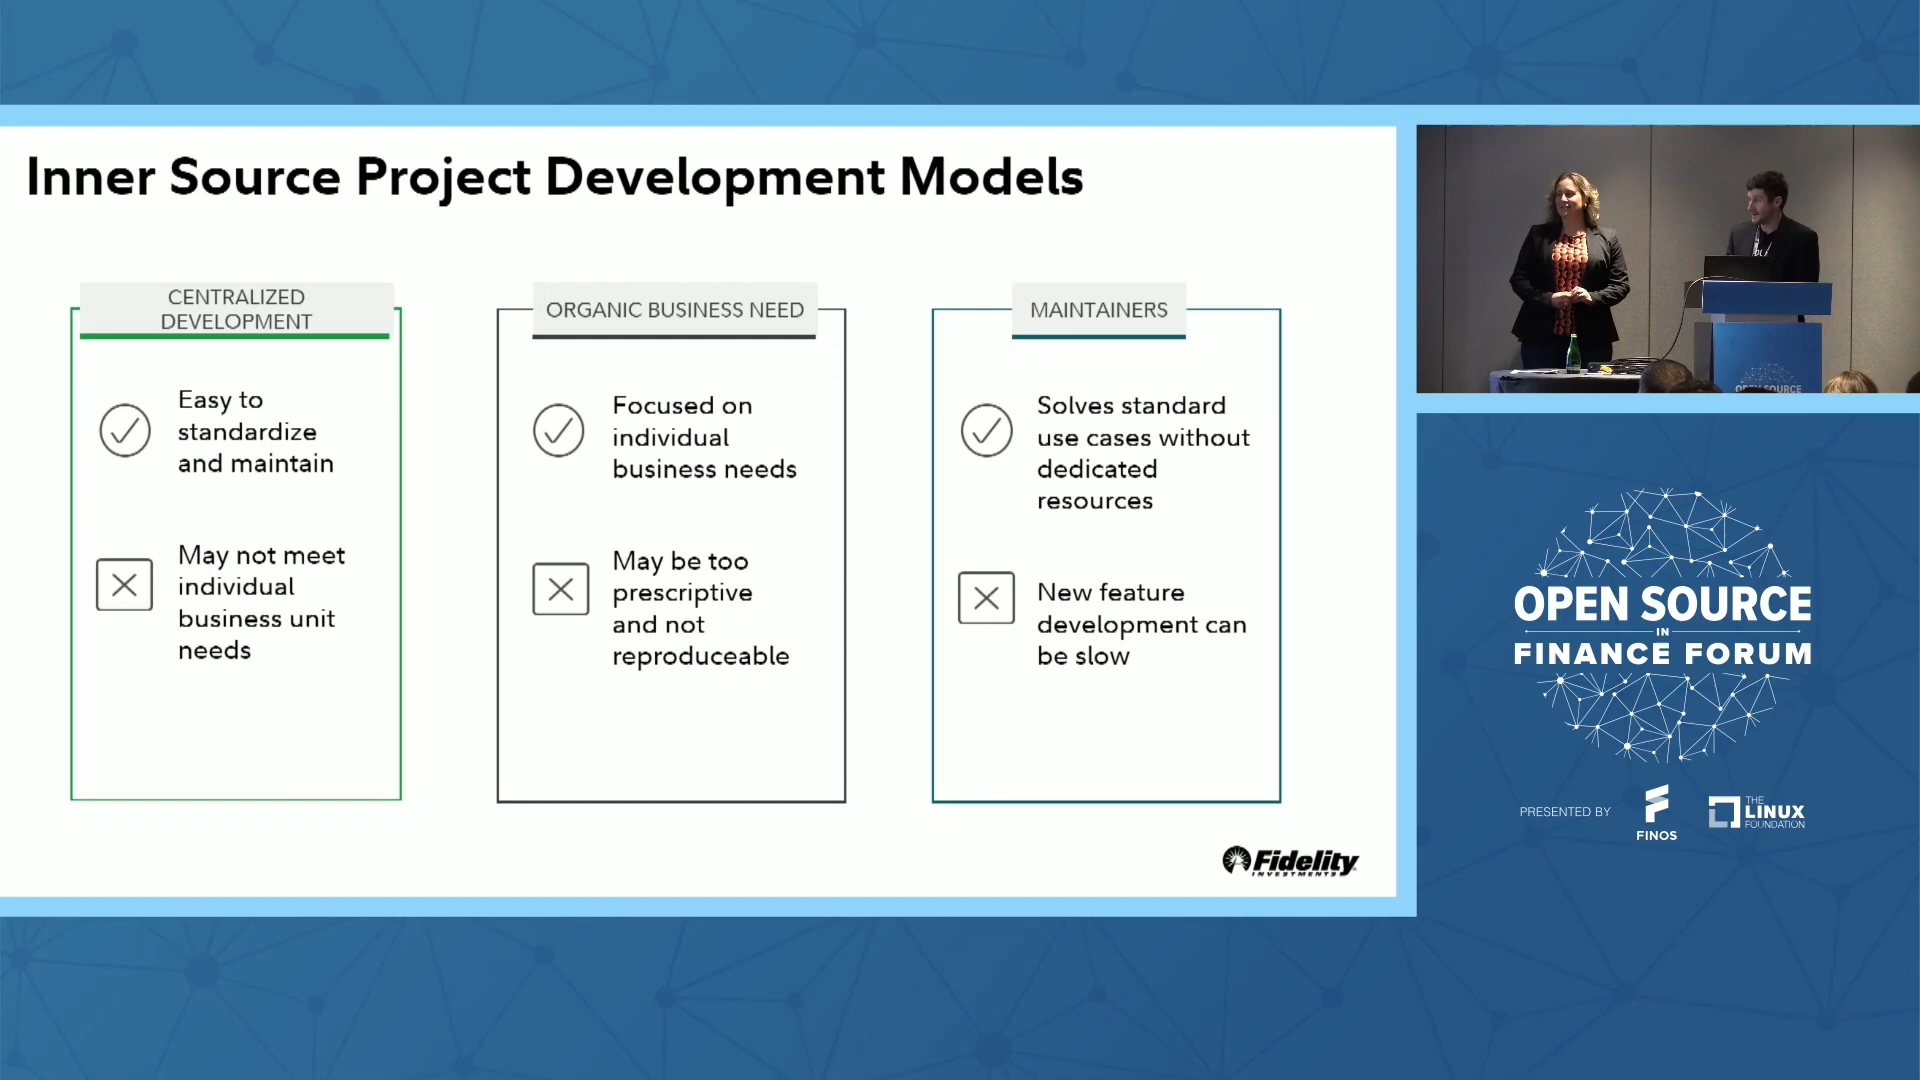 Inner Source Project Development Models
CENTRALIZED
DEVELOPMENT
Easy to
standardize
and maintain
May not meet
individual
business unit
needs
ORGANIC BUSINESS NEED
Focused on
individual
business needs
May be too
prescriptive
and not
reproduceable
MAINTAINERS
Solves standard
use cases without
dedicated
resources
New feature
development can
be slow
Fidelity
INVESTMENTS
OPEN SOURCE
OPEN SOURCE
IN
FINANCE FORUM
PRESENTED BY
FINOS
THE
LINUX
FOUNDATION